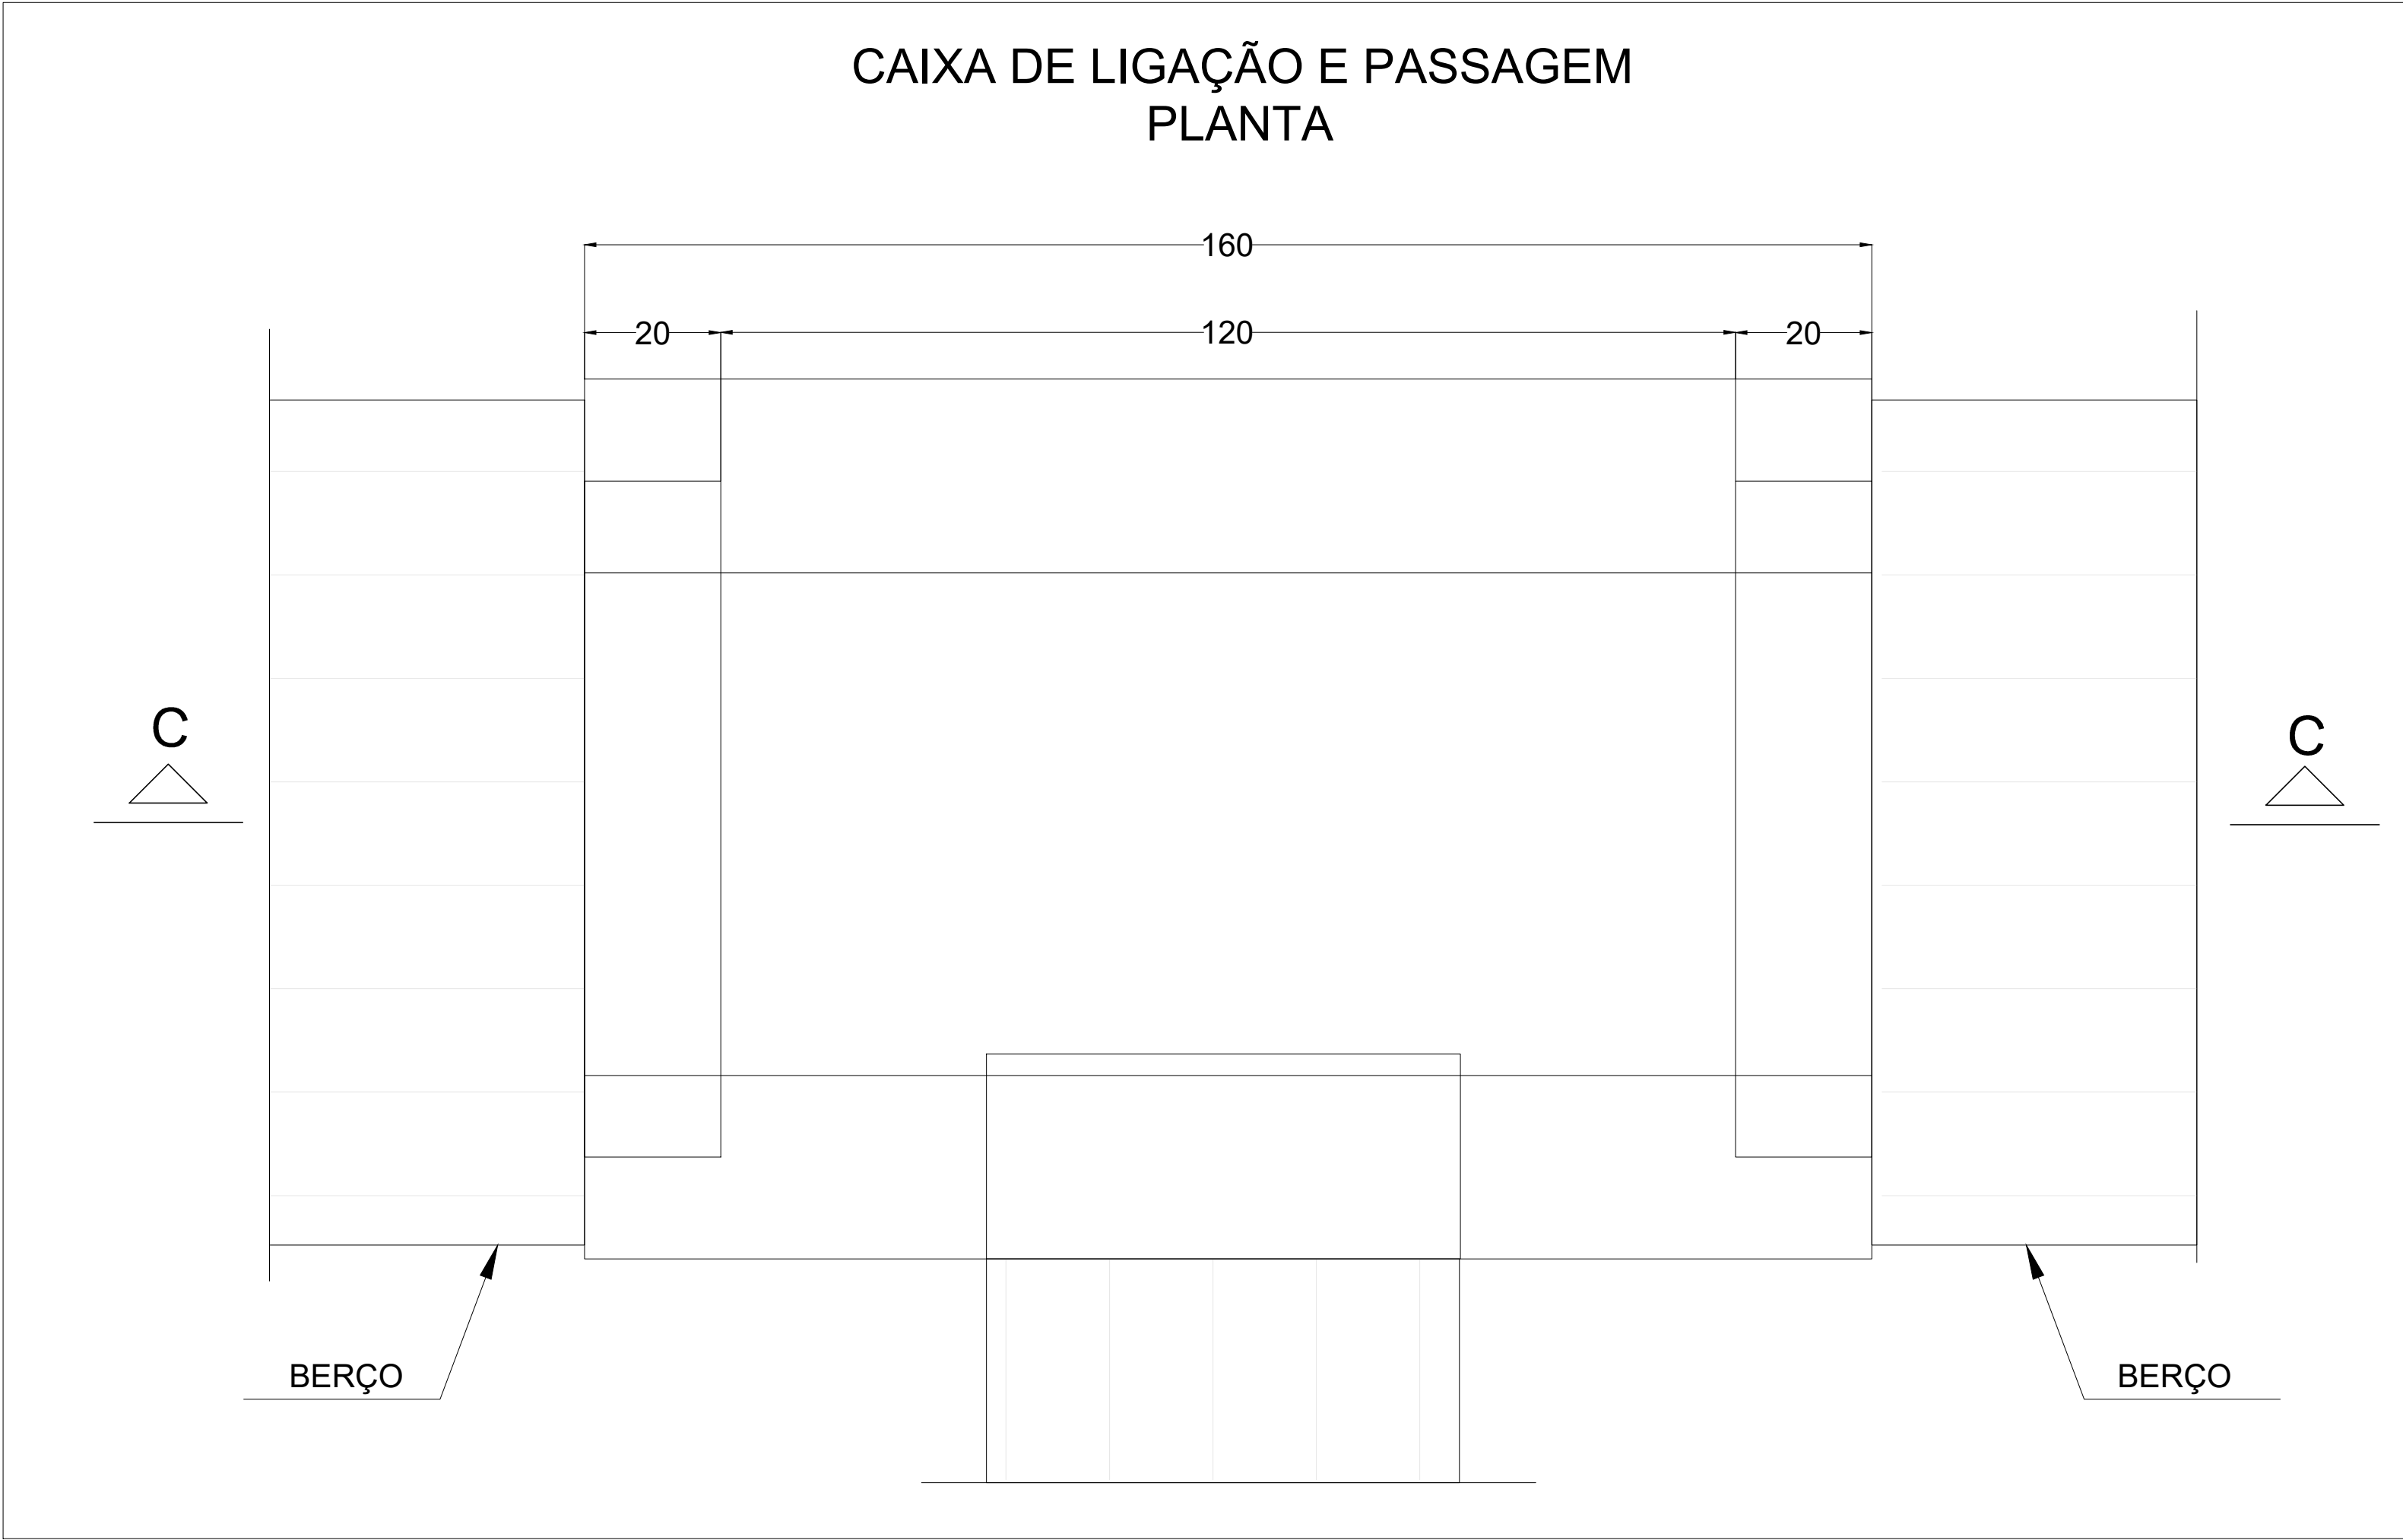 CAIXA DE LIGAÇÃO E PASSAGEM
PLANTA
160
20
120
20
C
C
BERÇO
BERÇO